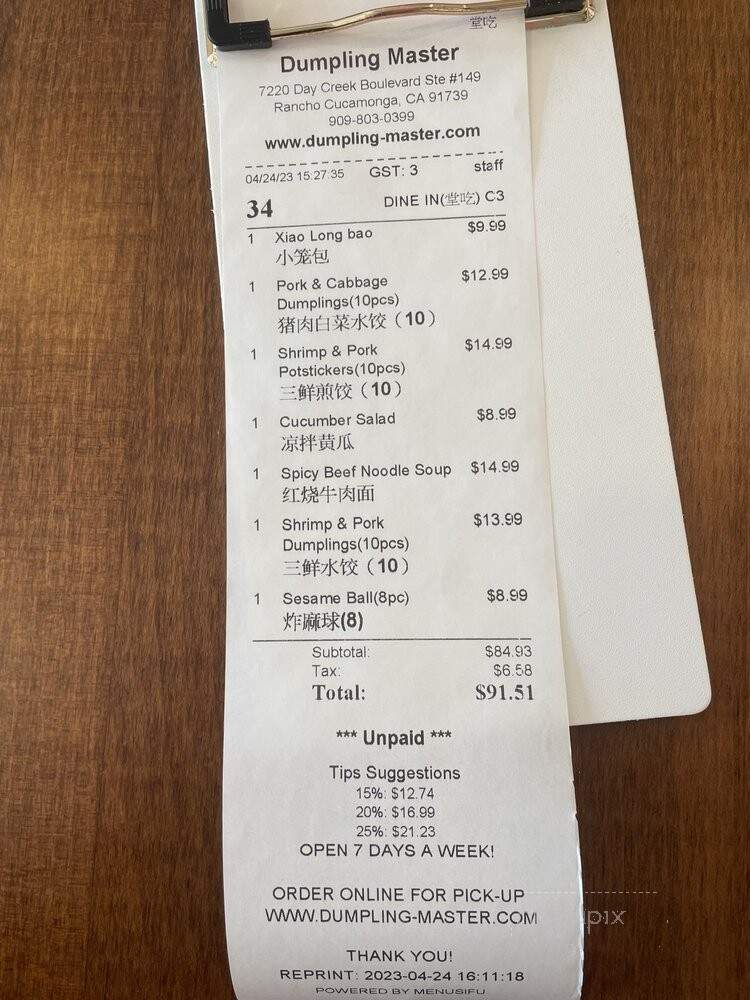 堂吃
Dumpling Master
7220 Day Creek Boulevard Ste #149
Rancho Cucamonga, CA 91739
909-803-0399
www.dumpling-master.com
04/24/23 15:27:35 GST: 3 staff
34 DINE IN(堂吃) C3
1 Xiao Long bao $9.99
小笼包
1 Pork & Cabbage $12.99
Dumplings(10pcs)
猪肉白菜水饺（10）
1 Shrimp & Pork $14.99
Potstickers(10pcs)
三鲜煎饺（10）
1 Cucumber Salad $8.99
凉拌黄瓜
1 Spicy Beef Noodle Soup $14.99
红烧牛肉面
1 Shrimp & Pork $13.99
Dumplings(10pcs)
三鲜水饺（10）
1 Sesame Ball(8pc) $8.99
炸麻球(8)
Subtotal: $84.93
Tax: $6.58
Total: $91.51
*** Unpaid ***
Tips Suggestions
15%: $12.74
20%: $16.99
25%: $21.23
OPEN 7 DAYS A WEEK!
ORDER ONLINE FOR PICK-UP
WWW.DUMPLING-MASTER.COM
THANK YOU!
REPRINT: 2023-04-24 16:11:18
POWERED BY MENUSIFU